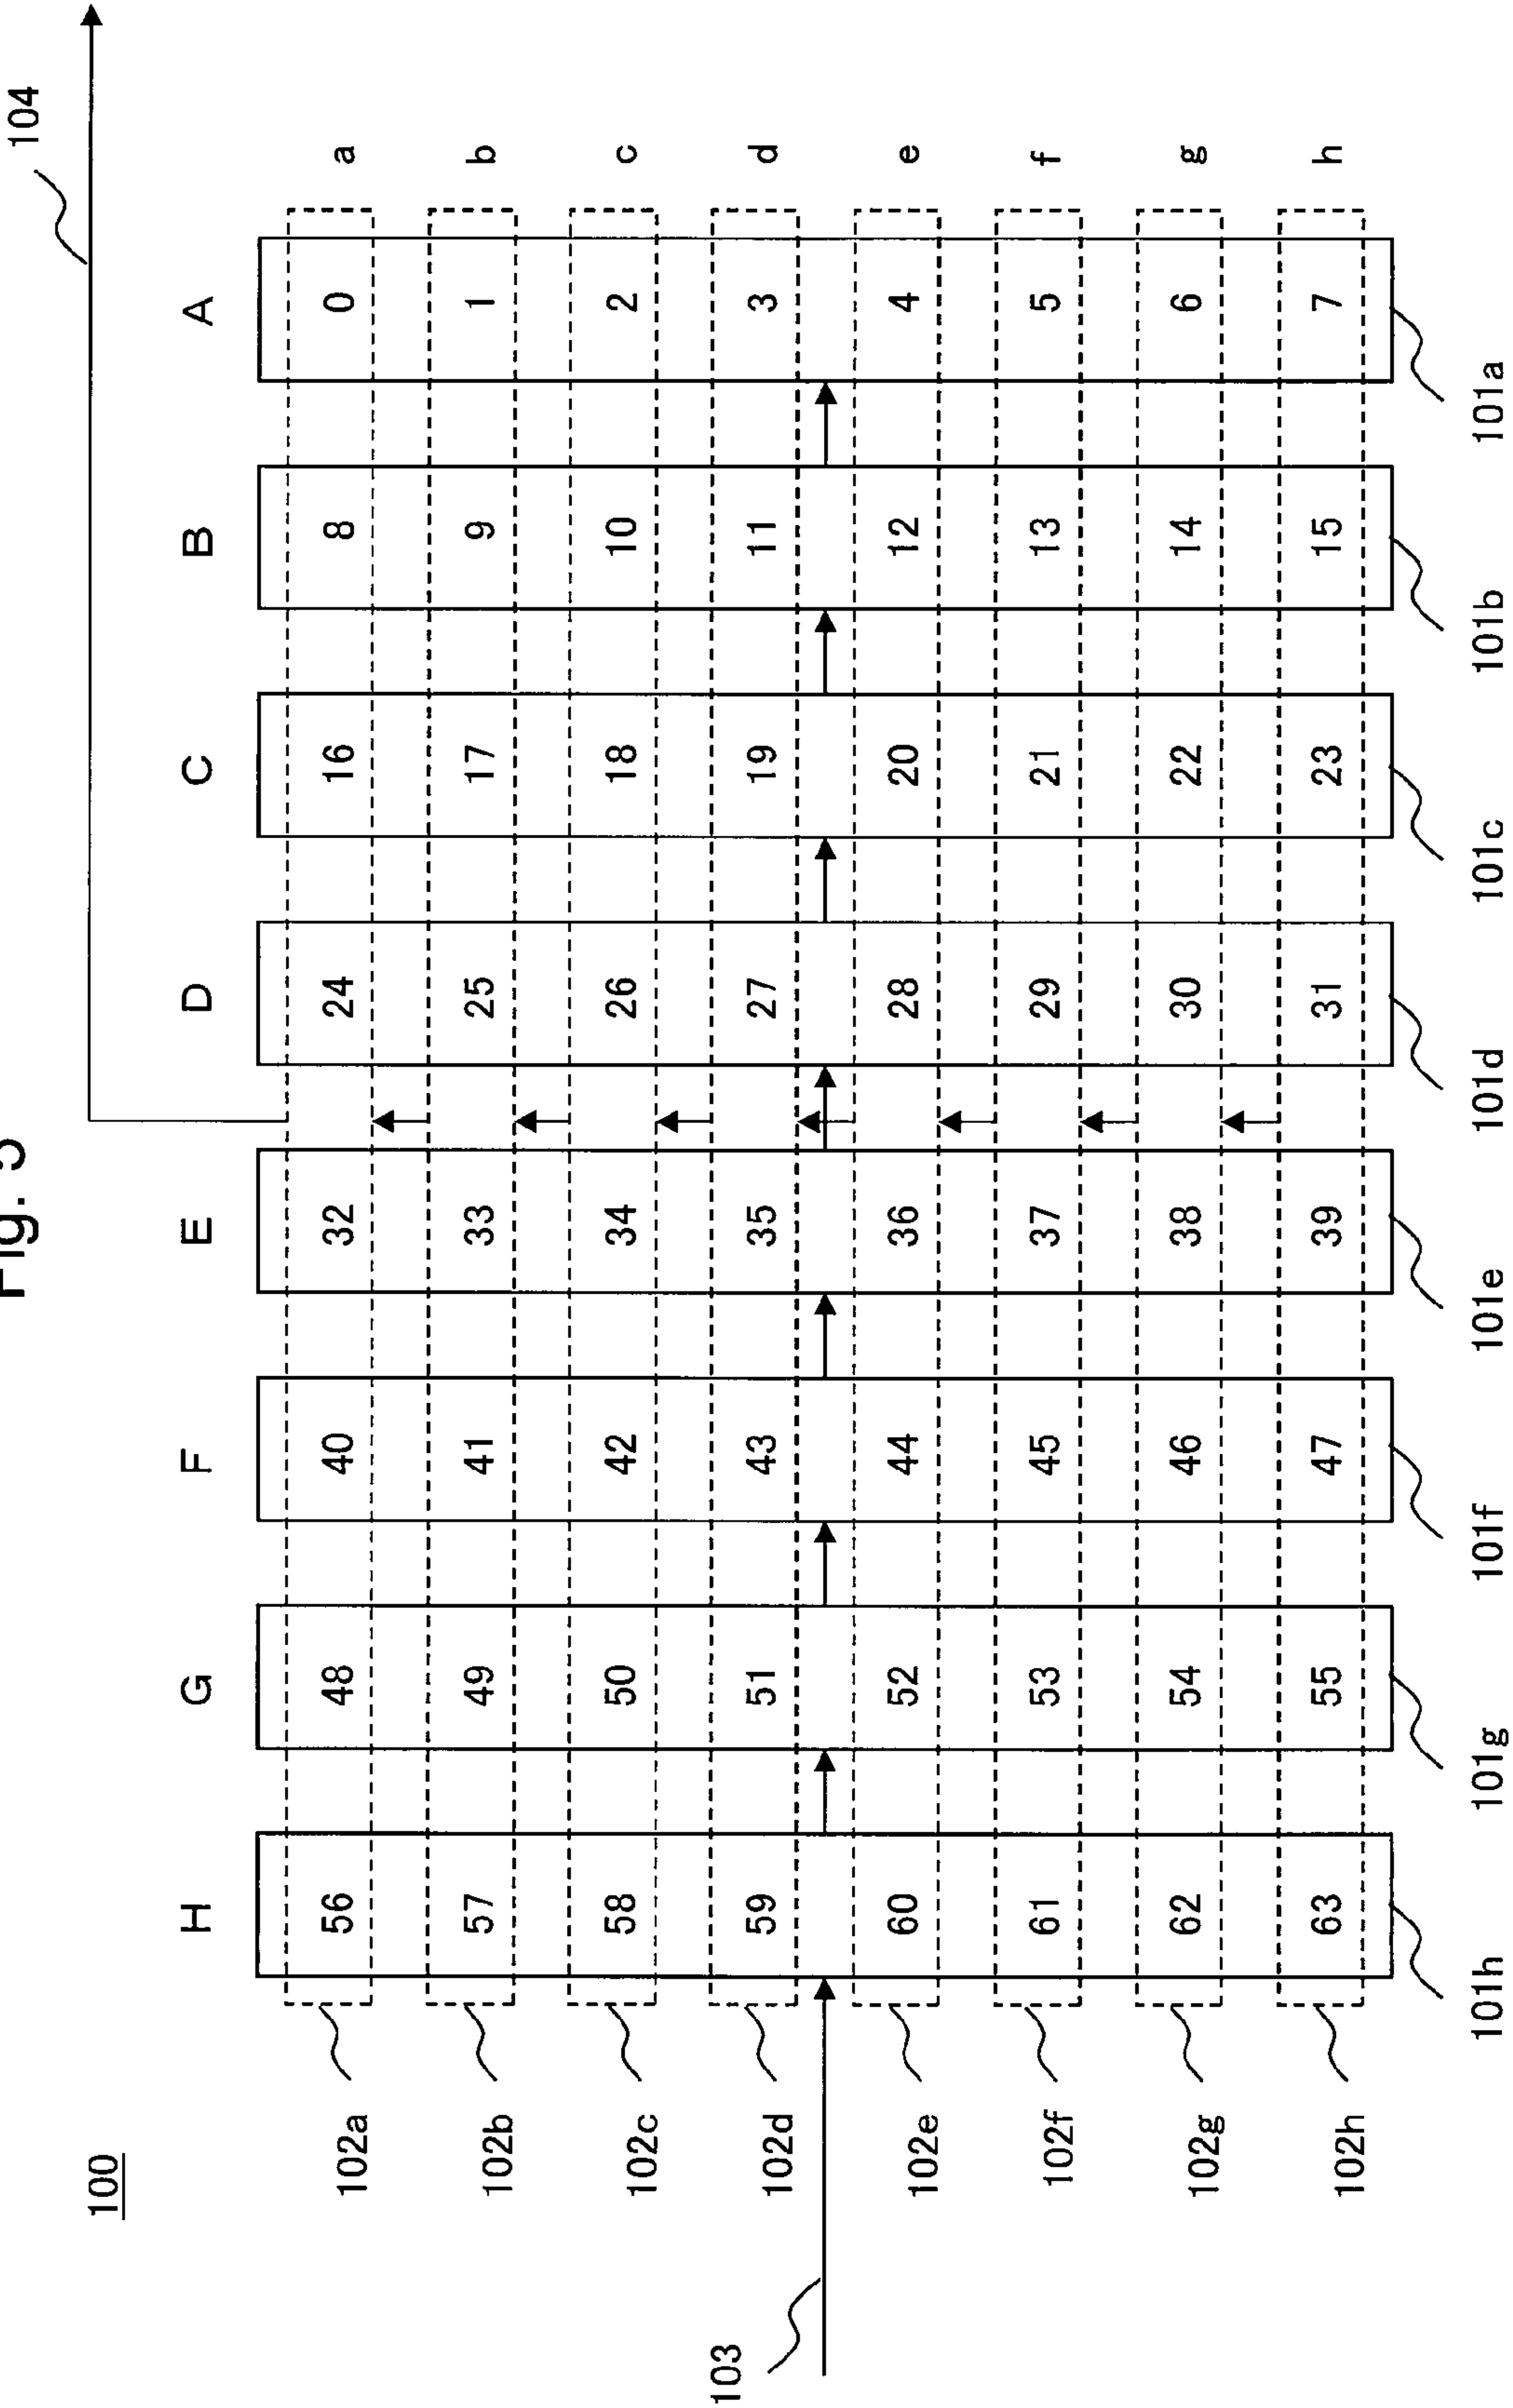 Fig.
104
100
H G F E D C B A
102a 56 48 40 32 24 16 8 0 a
102b 57 49 41 33 25 17 9 1 b
102c 58 50 42 34 26 18 10 2 c
103
102d 59 51 43 35 27 19 11 3 d
102e 60 52 44 36 28 20 12 4 e
102f 61 53 45 37 29 21 13 5 f
102g 62 54 46 38 30 22 14 6 g
102h 63 55 47 39 31 23 15 7 h
101h 101g 101f 101e 101d 101c 101b 101a